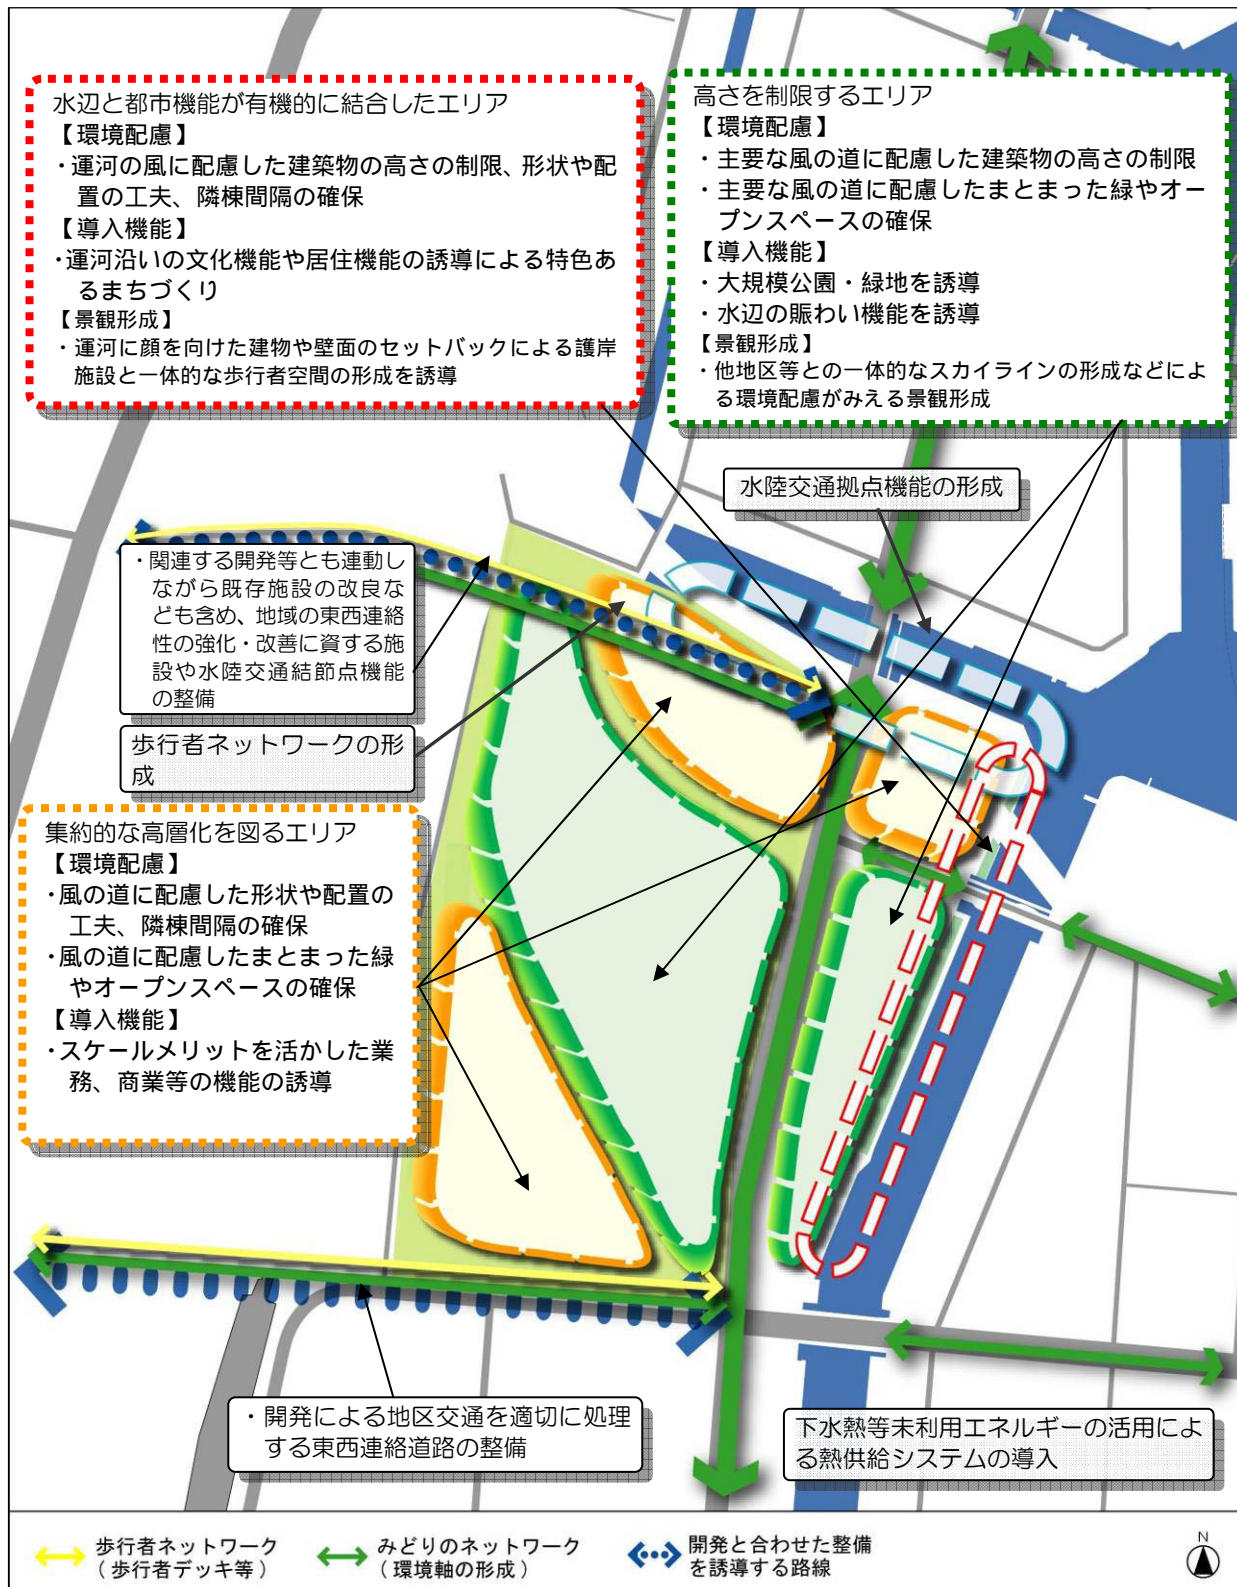 水辺と都市機能が有機的に結合したエリア
【環境配慮】
・運河の風に配慮した建築物の高さの制限、形状や配
置の工夫、隣棟間隔の確保
【導入機能】
・運河沿いの文化機能や居住機能の誘導による特色あ
るまちづくり
【景観形成】
・運河に顔を向けた建物や壁面のセットバックによる護岸
施設と一体的な歩行者空間の形成を誘導
高さを制限するエリア
【環境配慮】
・主要な風の道に配慮した建築物の高さの制限
・主要な風の道に配慮したまとまった緑やオー
プンスペースの確保
【導入機能】
・大規模公園・緑地を誘導
・水辺の賑わい機能を誘導
【景観形成】
・他地区等との一体的なスカイラインの形成などによ
る環境配慮がみえる景観形成
水陸交通拠点機能の形成
・関連する開発等とも連動し
ながら既存施設の改良な
ども含め、地域の東西連絡
性の強化・改善に資する施
設や水陸交通結節点機能
の整備
歩行者ネットワークの形
成
集約的な高層化を図るエリア
【環境配慮】
・風の道に配慮した形状や配置の
工夫、隣棟間隔の確保
・風の道に配慮したまとまった緑
やオープンスペースの確保
【導入機能】
・スケールメリットを活かした業
務、商業等の機能の誘導
・開発による地区交通を適切に処理
する東西連絡道路の整備
下水熱等未利用エネルギーの活用によ
る熱供給システムの導入
歩行者ネットワーク
（歩行者デッキ等）
みどりのネットワーク
（環境軸の形成）
開発と合わせた整備
を誘導する路線
N